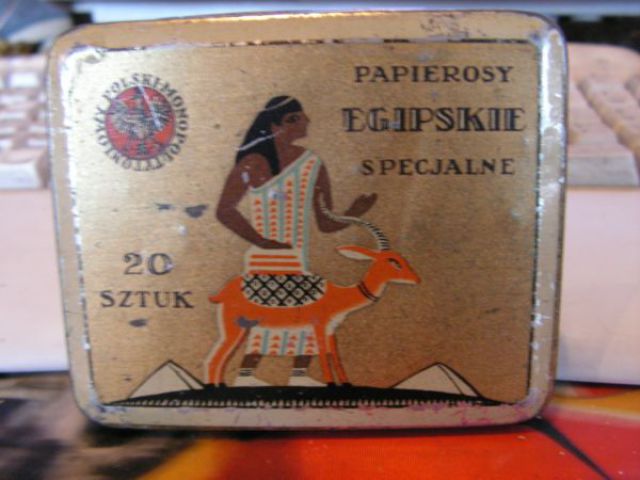 POLSKI MONOPOL TYTONIOWY
PAPIEROSY
EGIPSKIE
SPECJALNE
20
SZTUK